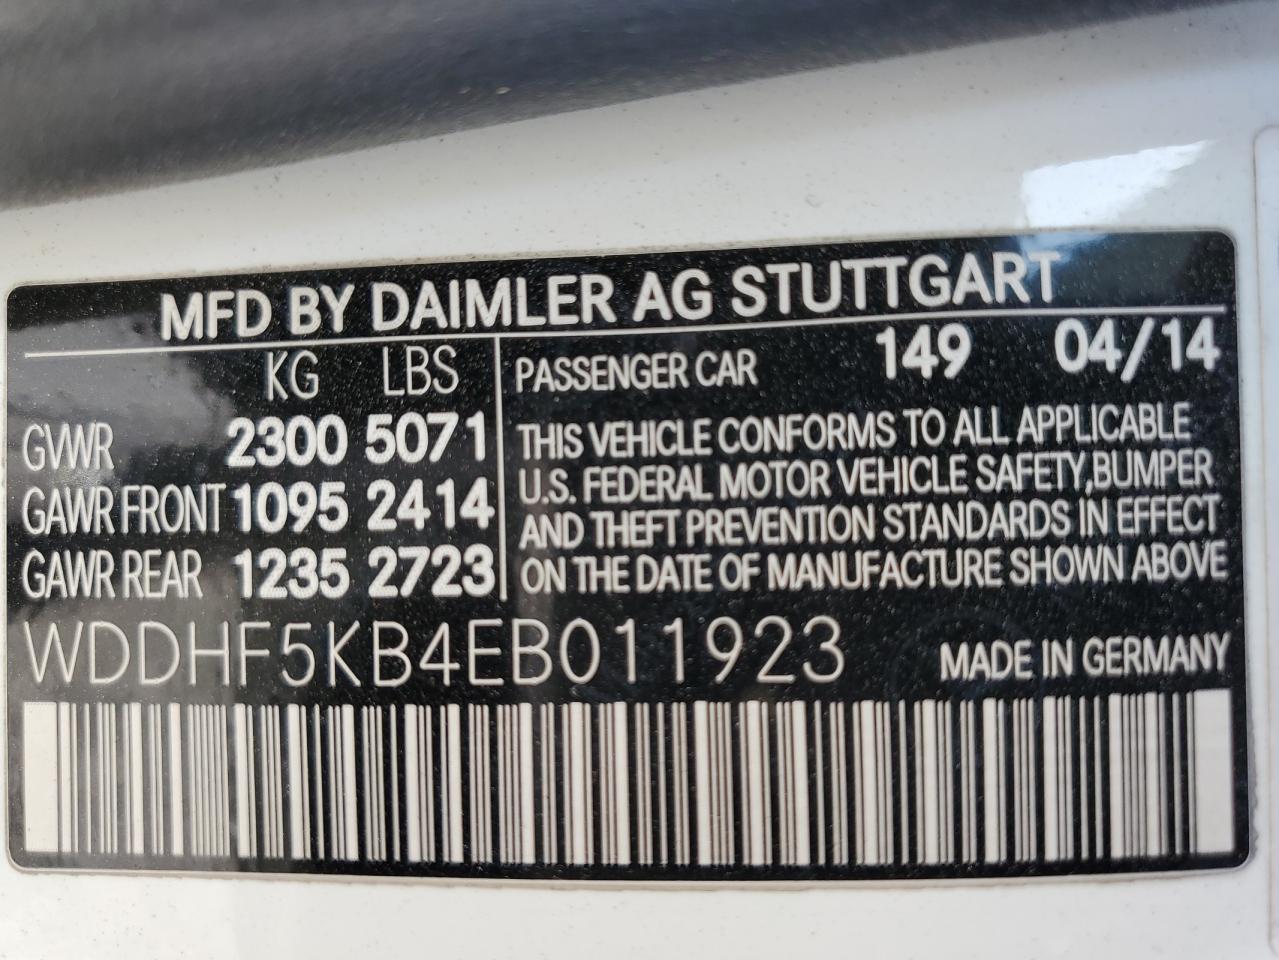 MFD BY DAIMLER AG STUTTGART
KG LBS
GVWR 2300 5071
GAWR FRONT 1095 2414
GAWR REAR 1235 2723
PASSENGER CAR 149 04/14
THIS VEHICLE CONFORMS TO ALL APPLICABLE
U.S. FEDERAL MOTOR VEHICLE SAFETY,BUMPER
AND THEFT PREVENTION STANDARDS IN EFFECT
ON THE DATE OF MANUFACTURE SHOWN ABOVE
WDDHF5KB4EB011923 MADE IN GERMANY